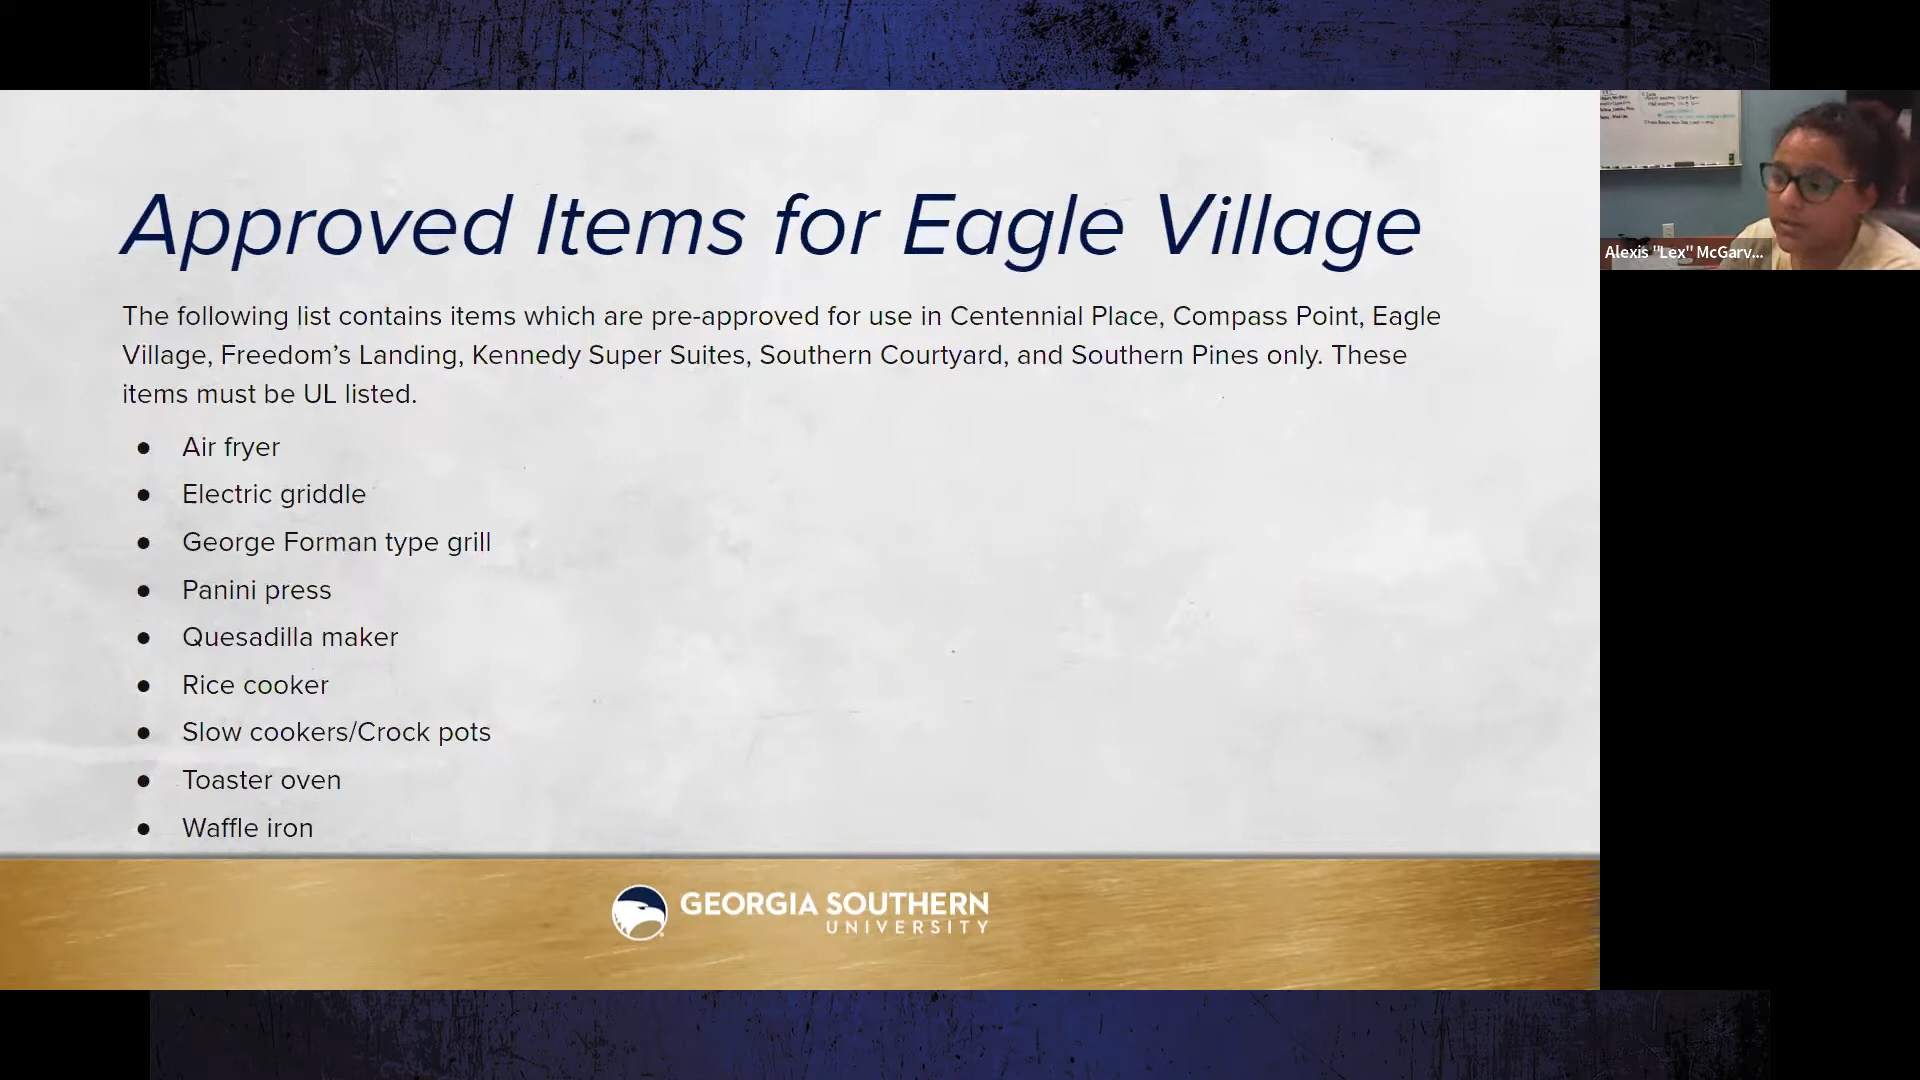 Approved Items for Eagle Village
The following list contains items which are pre-approved for use in Centennial Place, Compass Point, Eagle
Village, Freedom's Landing, Kennedy Super Suites, Southern Courtyard, and Southern Pines only. These
items must be UL listed.
● Air fryer
● Electric griddle
● George Forman type grill
● Panini press
● Quesadilla maker
● Rice cooker
● Slow cookers/Crock pots
● Toaster oven
● Waffle iron
GEORGIA SOUTHERN
UNIVERSITY
Alexis "Lex" McGarv...